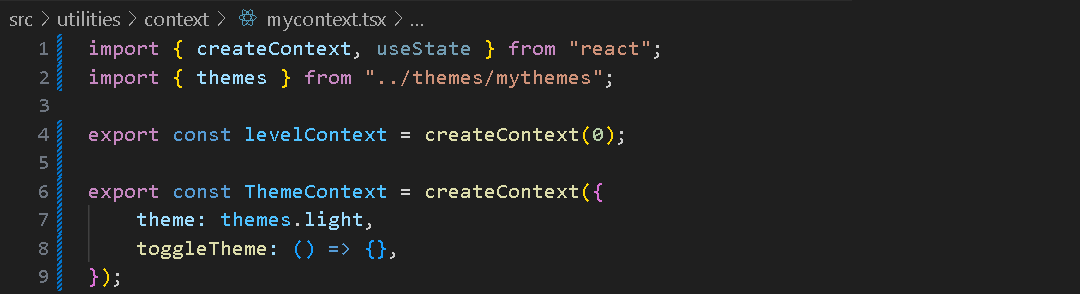 src > utilities > context > mycontext.tsx > ...
1 import { createContext, useState } from "react";
2 import { themes } from "../themes/mythemes";
3
4 export const levelContext = createContext(0);
5
6 export const ThemeContext = createContext({
7     theme: themes.light,
8     toggleTheme: () => {},
9 });